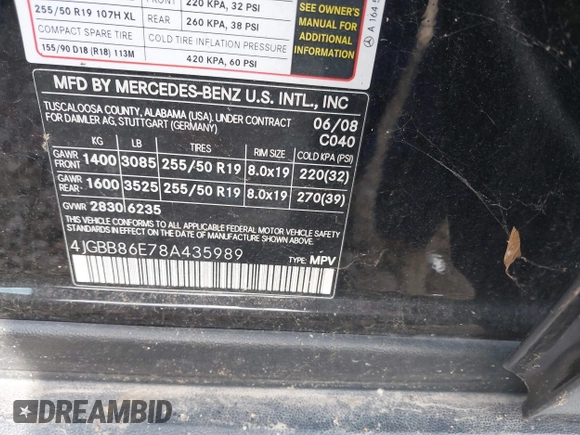 FRONT 220 KPA, 32 PSI
255/50 R19 107H XL
REAR 260 KPA, 38 PSI
COMPACT SPARE TIRE
COLD TIRE INFLATION PRESSURE
155/90 D18 (R18) 113M
420 KPA, 60 PSI
SEE OWNER'S
MANUAL FOR
ADDITIONAL
INFORMATION
A 164 5
MFD BY MERCEDES-BENZ U.S. INTL., INC
TUSCALOOSA COUNTY, ALABAMA (USA). UNDER CONTRACT
FOR DAIMLER AG, STUTTGART (GERMANY)
06/08
C040
KG LB TIRES RIM SIZE COLD KPA (PSI)
GAWR FRONT 1400 3085 255/50 R19 8.0x19 220(32)
GAWR REAR 1600 3525 255/50 R19 8.0x19 270(39)
GVWR 2830 6235
THIS VEHICLE CONFORMS TO ALL APPLICABLE FEDERAL MOTOR VEHICLE SAFETY
STANDARDS IN EFFECT ON THE DATE OF MANUFACTURE SHOWN ABOVE.
4JGBB86E78A435989
TYPE: MPV
DREAMBID